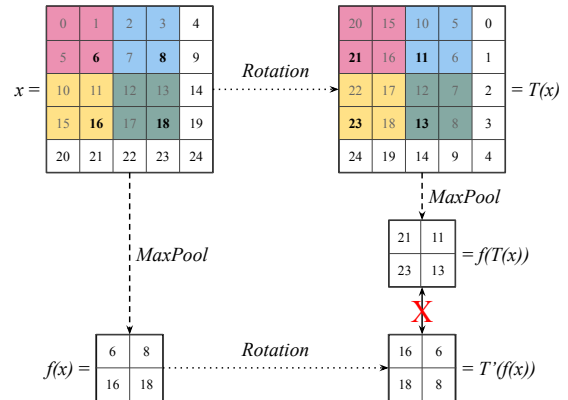 0 1 2 3 4
5 6 7 8 9
x = 10 11 12 13 14
15 16 17 18 19
20 21 22 23 24
Rotation
20 15 10 5 0
21 16 11 6 1
22 17 12 7 2 = T(x)
23 18 13 8 3
24 19 14 9 4
MaxPool
MaxPool
21 11
23 13
= f(T(x))
X
f(x) =
6 8
16 18
Rotation
16 6
18 8
= T'(f(x))